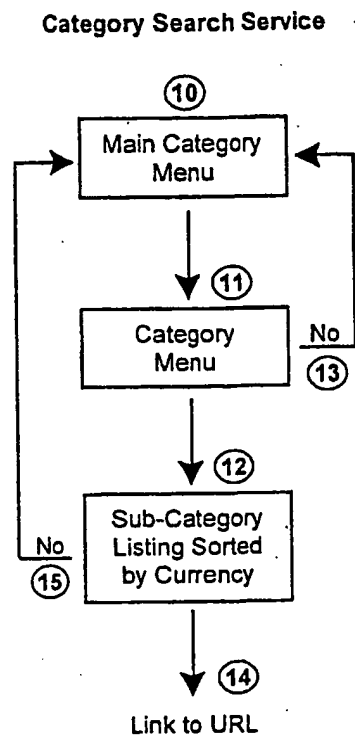 Category Search Service
10
Main Category
Menu
11
Category
Menu
No
13
12
Sub-Category
Listing Sorted
by Currency
No
15
14
Link to URL